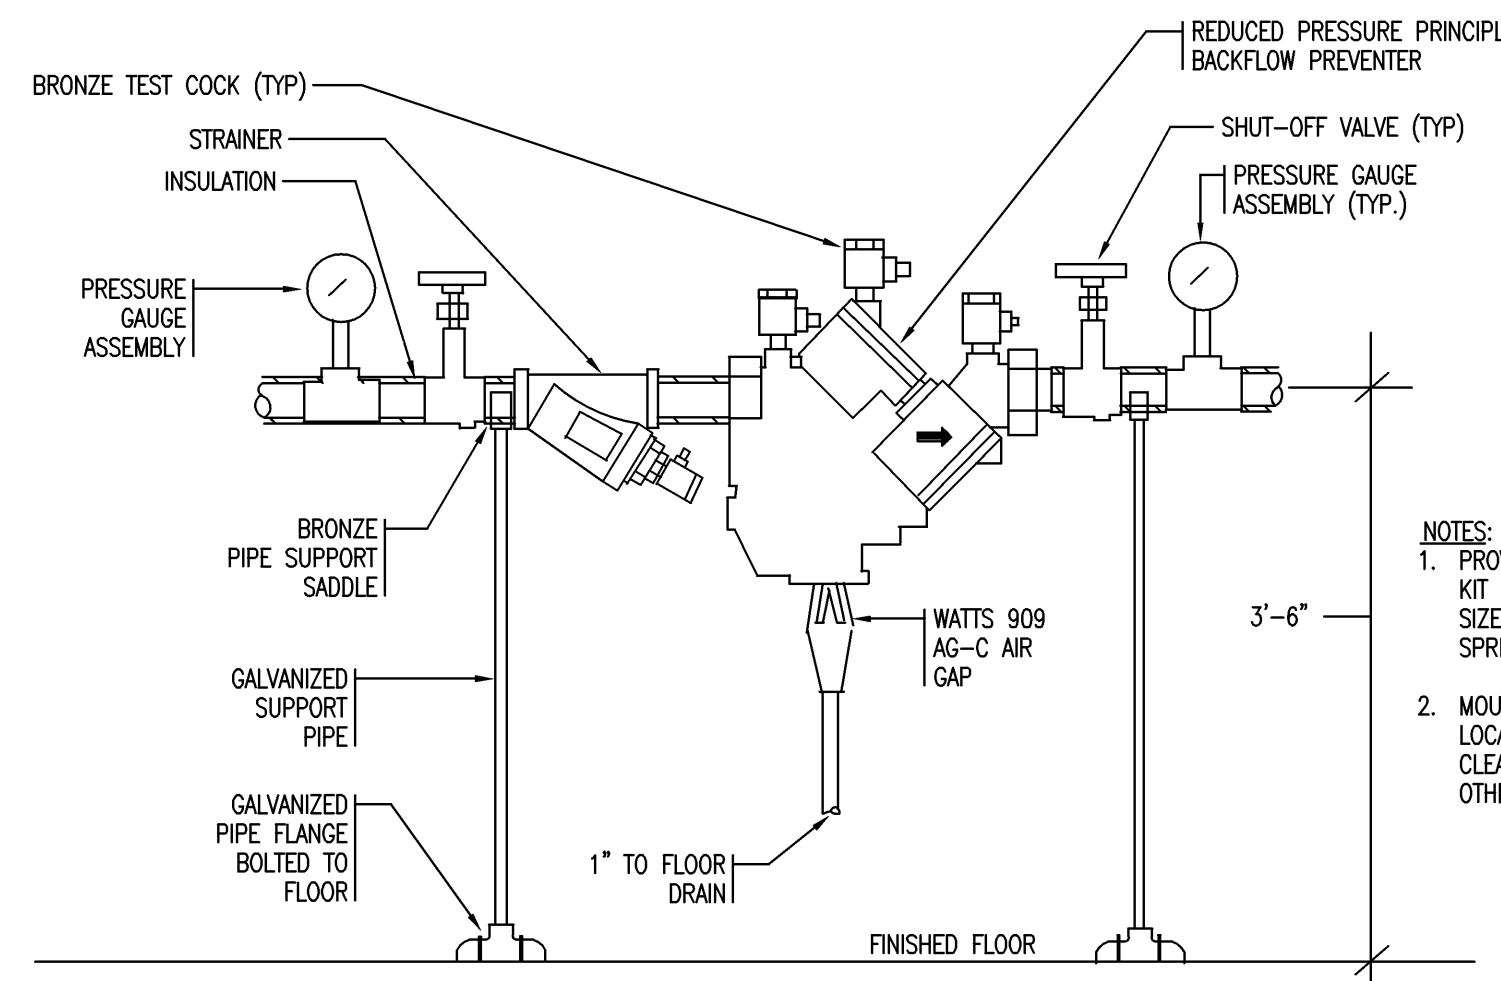 REDUCED PRESSURE PRINCIPL
BACKFLOW PREVENTER
BRONZE TEST COCK (TYP)
SHUT-OFF VALVE (TYP)
STRAINER
INSULATION
PRESSURE GAUGE
ASSEMBLY (TYP.)
PRESSURE
GAUGE
ASSEMBLY
BRONZE
PIPE SUPPORT
SADDLE
NOTES:
1. PROV
KIT
SIZE
SPRI
3'-6"
WATTS 909
AG-C AIR
GAP
GALVANIZED
SUPPORT
PIPE
2. MOU
LOCA
CLEA
OTHE
GALVANIZED
PIPE FLANGE
BOLTED TO
FLOOR
1" TO FLOOR
DRAIN
FINISHED FLOOR